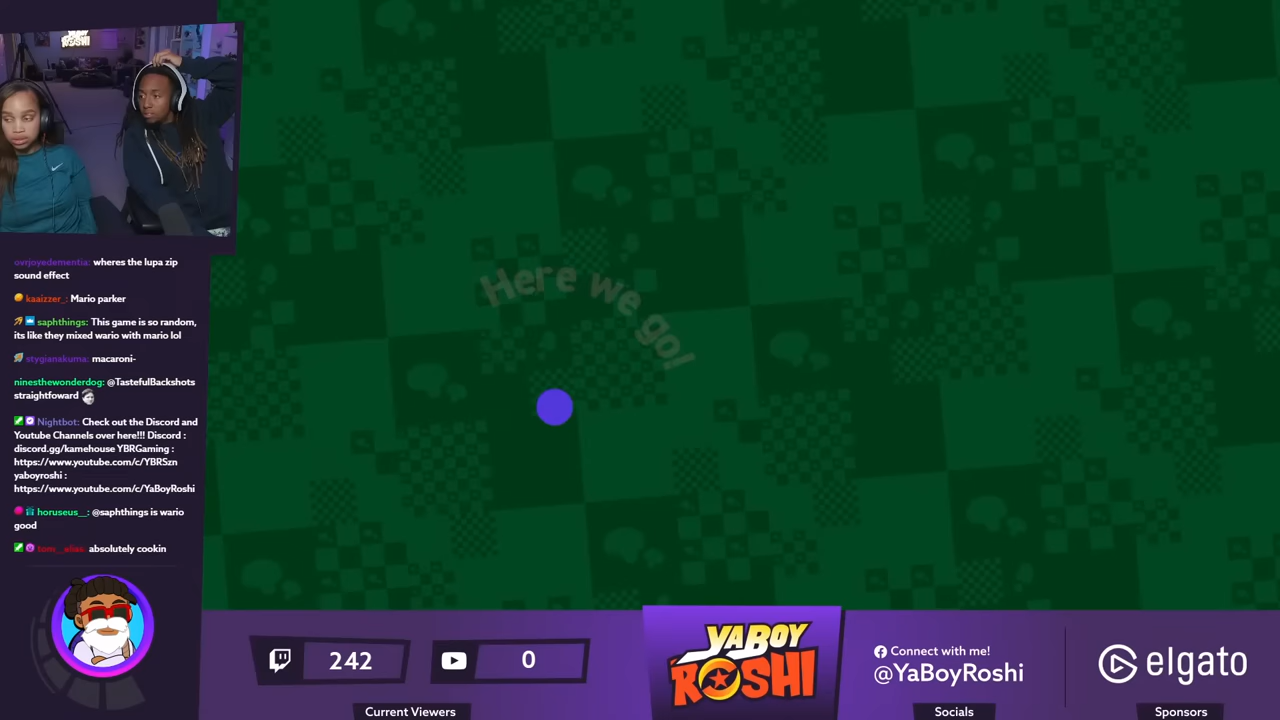 YABOY
ROSHI
ovrjoyedementia: wheres the lupa zip
sound effect
kaaizzer_: Mario parker
saphthings: This game is so random,
its like they mixed wario with mario lol
stygianakuma: macaroni-
ninesthewonderdog: @TastefulBackshots
straightfoward
Nightbot: Check out the Discord and
Youtube Channels over here!!! Discord :
discord.gg/kamehouse YBRGaming :
https://www.youtube.com/c/YBRSzn
yaboyroshi :
https://www.youtube.com/c/YaBoyRoshi
horuseus__: @saphthings is wario
good
tom__elias: absolutely cookin
Here we go!
242
0
Current Viewers
YABOY
ROSHI
Connect with me!
@YaBoyRoshi
Socials
elgato
Sponsors